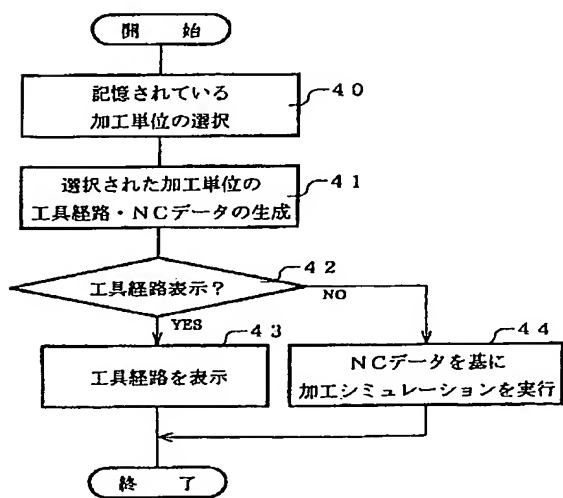 開 始
記憶されている
加工単位の選択
40
選択された加工単位の
工具経路・NCデータの生成
41
工具経路表示?
42
NO
YES
43
工具経路を表示
44
NCデータを基に
加工シミュレーションを実行
終 了